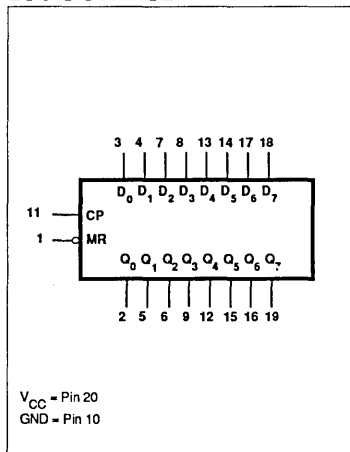 3 4 7 8 13 14 17 18
D0 D1 D2 D3 D4 D5 D6 D7
11 CP
1 MR
Q0 Q1 Q2 Q3 Q4 Q5 Q6 Q7
2 5 6 9 12 15 16 19
VCC = Pin 20
GND = Pin 10